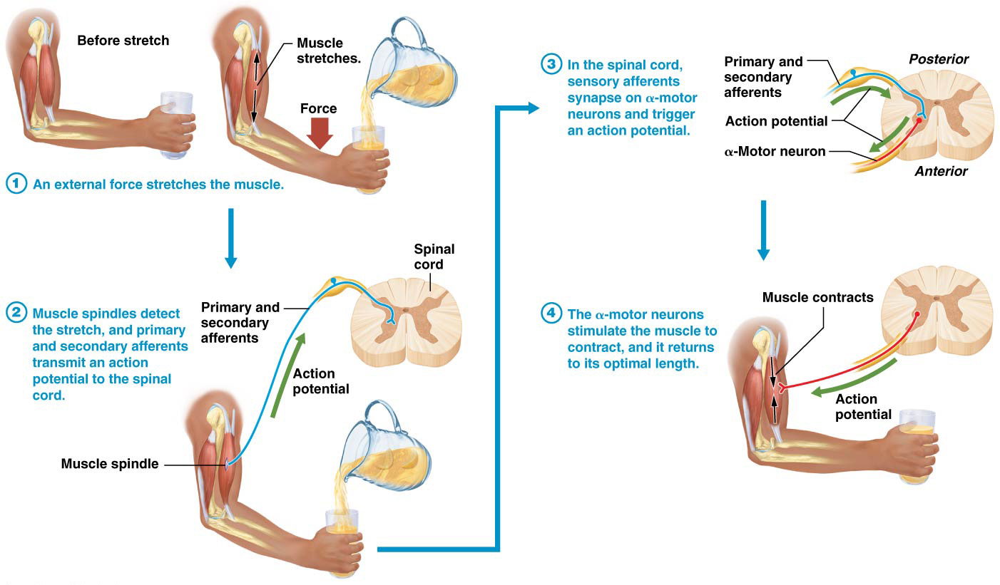 Before stretch
Muscle
stretches.
Force
1 An external force stretches the muscle.
Spinal
cord
Primary and
secondary
afferents
2 Muscle spindles detect
the stretch, and primary
and secondary afferents
transmit an action
potential to the spinal
cord.
Action
potential
Muscle spindle
3 In the spinal cord,
sensory afferents
synapse on α-motor
neurons and trigger
an action potential.
Primary and
secondary
afferents
Posterior
Action potential
α-Motor neuron
Anterior
Muscle contracts
4 The α-motor neurons
stimulate the muscle to
contract, and it returns
to its optimal length.
Action
potential